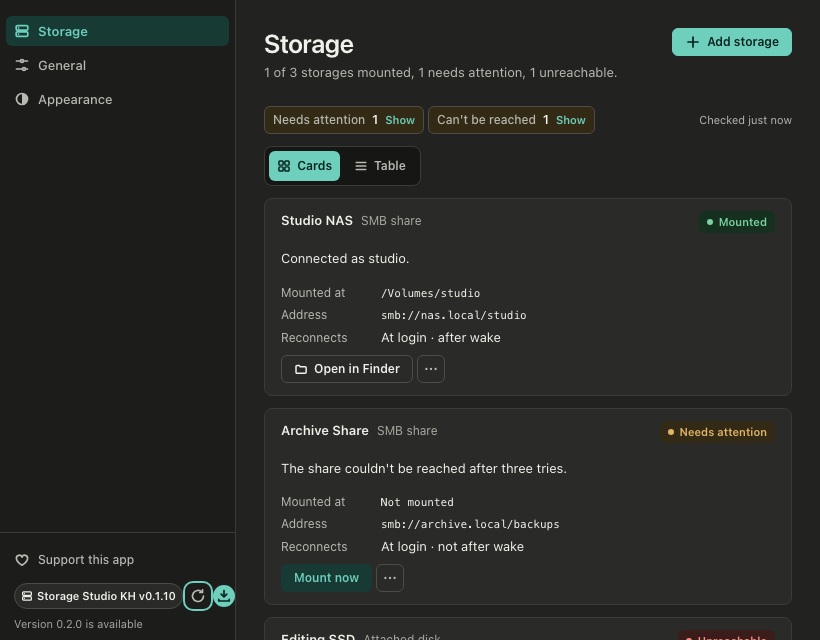 Storage
General
Appearance
Support this app
Storage Studio KH v0.1.10
Version 0.2.0 is available
Storage
Add storage
1 of 3 storages mounted, 1 needs attention, 1 unreachable.
Needs attention 1 Show
Can't be reached 1 Show
Checked just now
Cards
Table
Studio NAS SMB share
Mounted
Connected as studio.
Mounted at /Volumes/studio
Address smb://nas.local/studio
Reconnects At login · after wake
Open in Finder
Archive Share SMB share
Needs attention
The share couldn't be reached after three tries.
Mounted at Not mounted
Address smb://archive.local/backups
Reconnects At login · not after wake
Mount now
Editing SSD Attached disk
Unreachable